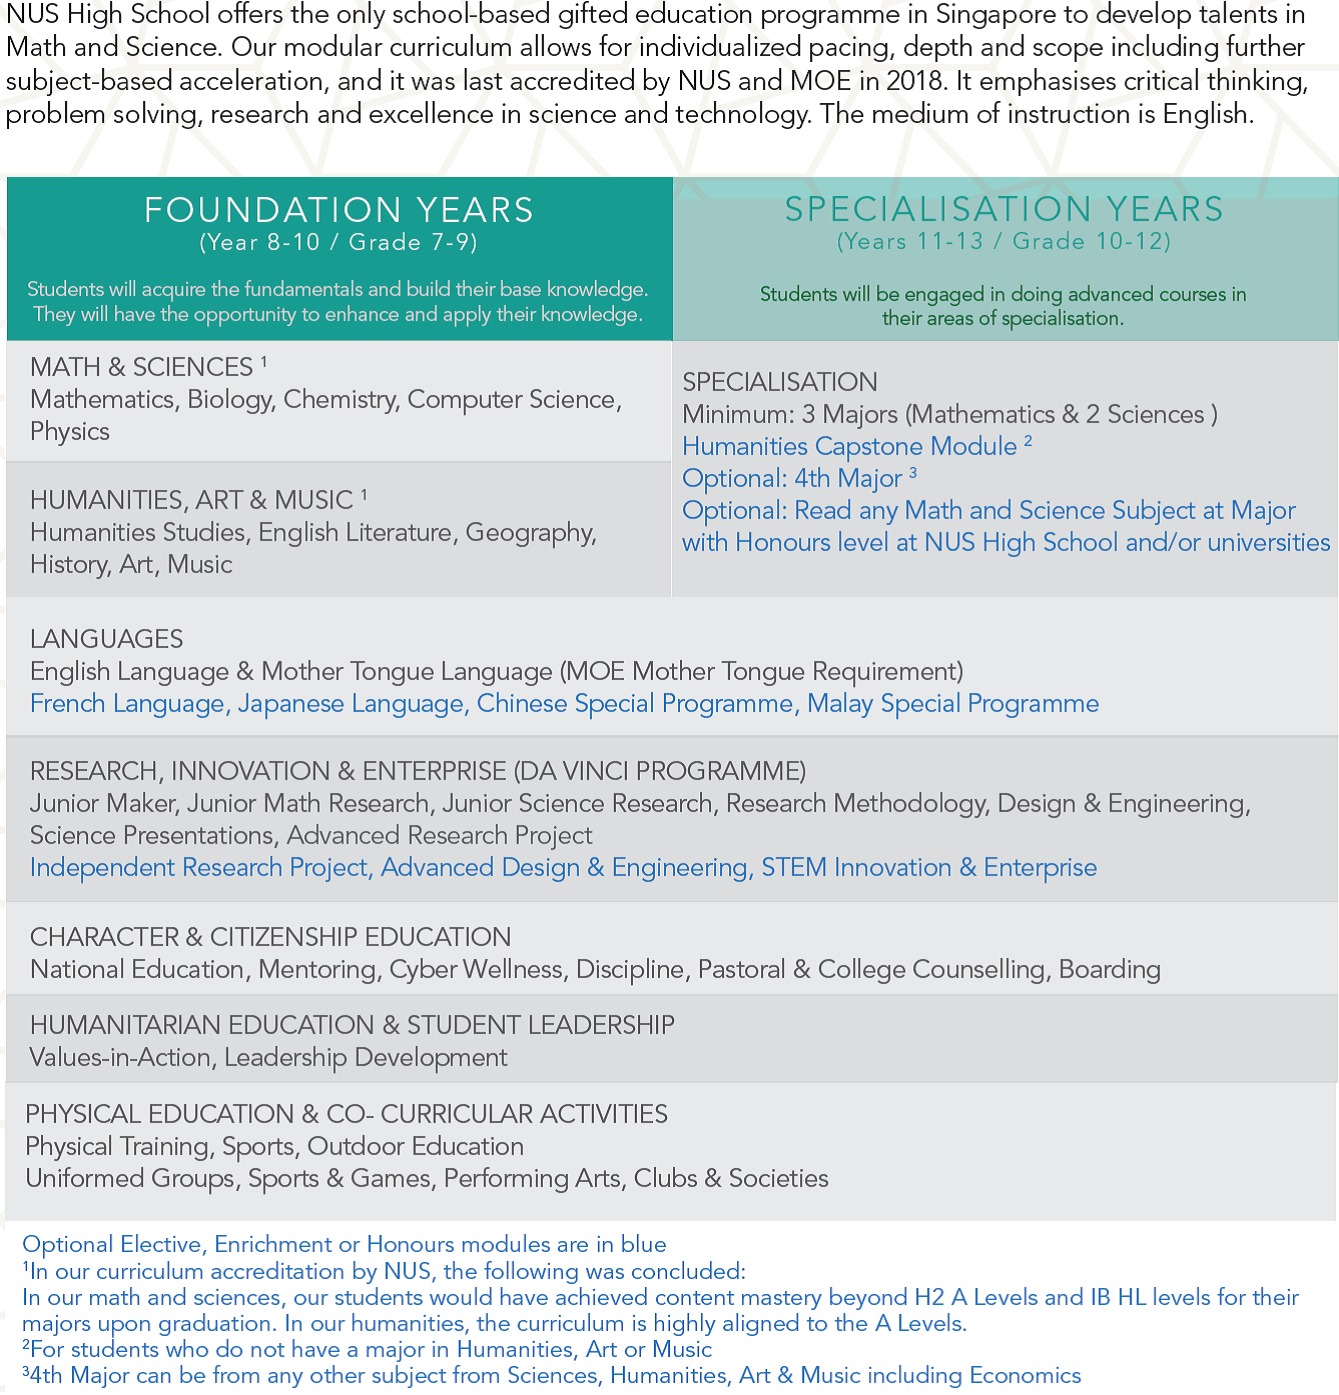 NUS High School offers the only school-based gifted education programme in Singapore to develop talents in
Math and Science. Our modular curriculum allows for individualized pacing, depth and scope including further
subject-based acceleration, and it was last accredited by NUS and MOE in 2018. It emphasises critical thinking,
problem solving, research and excellence in science and technology. The medium of instruction is English.
FOUNDATION YEARS
(Year 8-10 / Grade 7-9)
Students will acquire the fundamentals and build their base knowledge.
They will have the opportunity to enhance and apply their knowledge.
SPECIALISATION YEARS
(Years 11-13 / Grade 10-12)
Students will be engaged in doing advanced courses in
their areas of specialisation.
MATH & SCIENCES ¹
Mathematics, Biology, Chemistry, Computer Science,
Physics
HUMANITIES, ART & MUSIC ¹
Humanities Studies, English Literature, Geography,
History, Art, Music
SPECIALISATION
Minimum: 3 Majors (Mathematics & 2 Sciences )
Humanities Capstone Module ²
Optional: 4th Major ³
Optional: Read any Math and Science Subject at Major
with Honours level at NUS High School and/or universities
LANGUAGES
English Language & Mother Tongue Language (MOE Mother Tongue Requirement)
French Language, Japanese Language, Chinese Special Programme, Malay Special Programme
RESEARCH, INNOVATION & ENTERPRISE (DA VINCI PROGRAMME)
Junior Maker, Junior Math Research, Junior Science Research, Research Methodology, Design & Engineering,
Science Presentations, Advanced Research Project
Independent Research Project, Advanced Design & Engineering, STEM Innovation & Enterprise
CHARACTER & CITIZENSHIP EDUCATION
National Education, Mentoring, Cyber Wellness, Discipline, Pastoral & College Counselling, Boarding
HUMANITARIAN EDUCATION & STUDENT LEADERSHIP
Values-in-Action, Leadership Development
PHYSICAL EDUCATION & CO- CURRICULAR ACTIVITIES
Physical Training, Sports, Outdoor Education
Uniformed Groups, Sports & Games, Performing Arts, Clubs & Societies
Optional Elective, Enrichment or Honours modules are in blue
¹In our curriculum accreditation by NUS, the following was concluded:
In our math and sciences, our students would have achieved content mastery beyond H2 A Levels and IB HL levels for their
majors upon graduation. In our humanities, the curriculum is highly aligned to the A Levels.
²For students who do not have a major in Humanities, Art or Music
³4th Major can be from any other subject from Sciences, Humanities, Art & Music including Economics